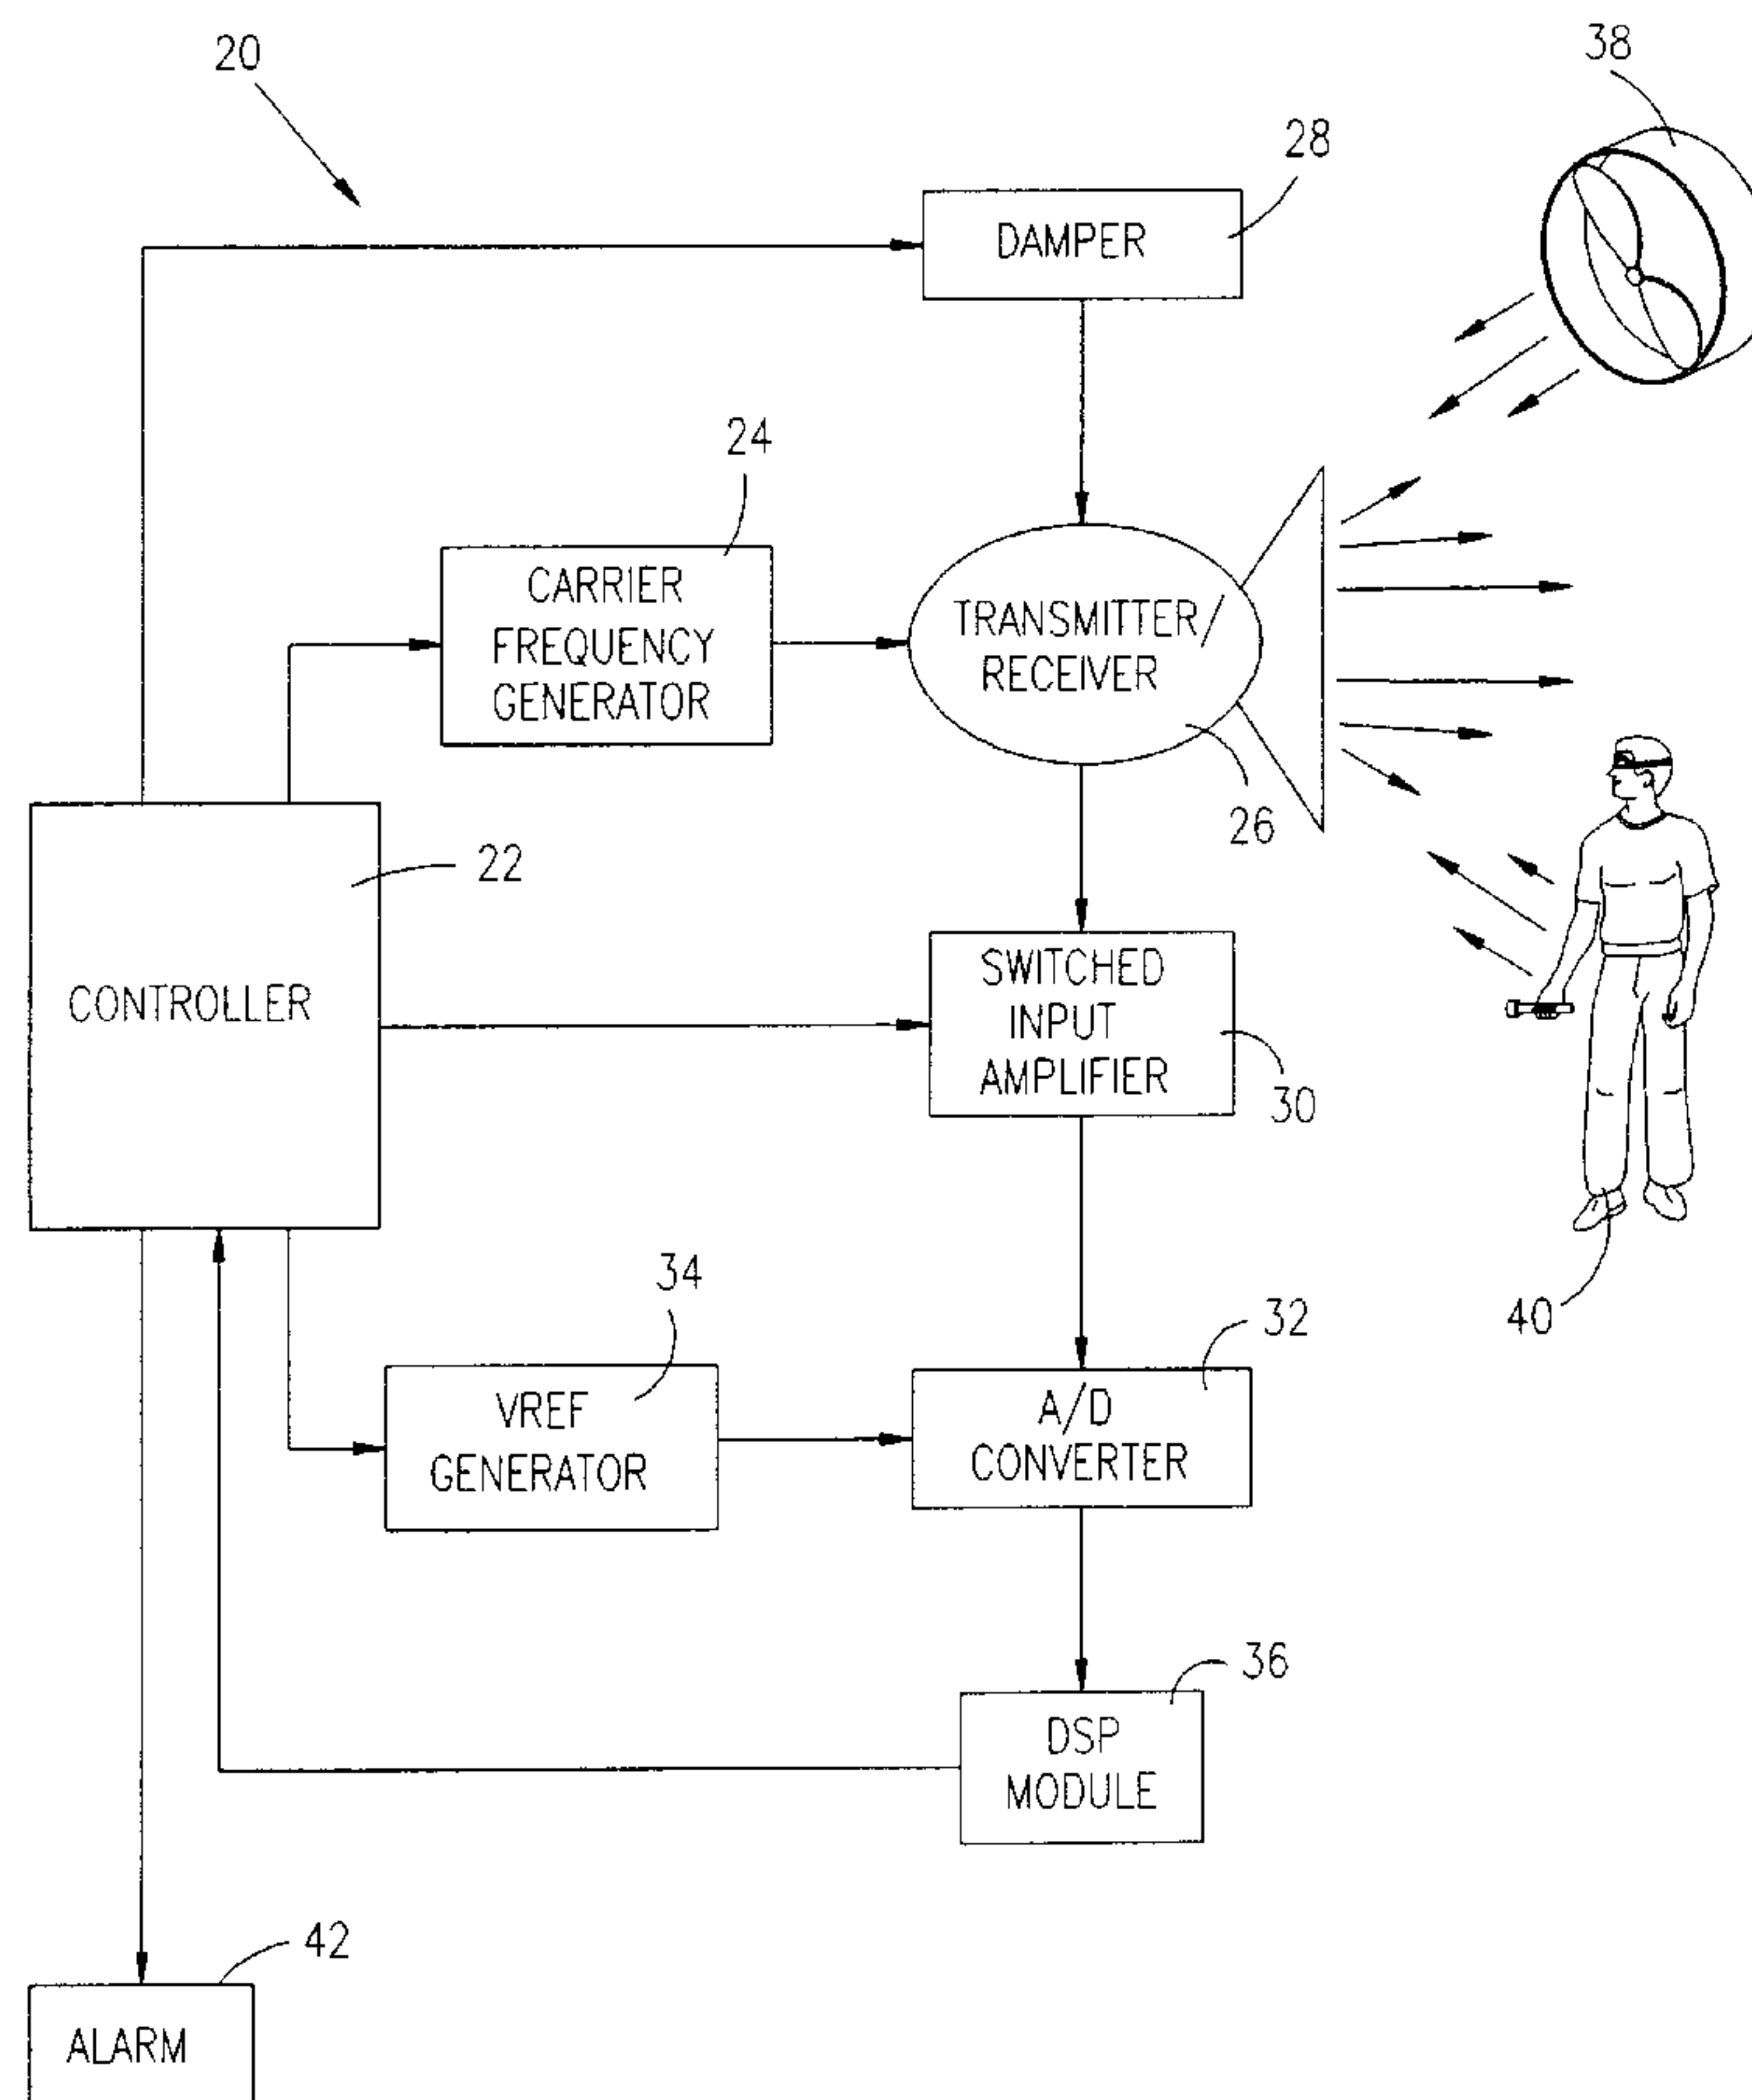 20
38
28
DAMPER
24
CARRIER
FREQUENCY
GENERATOR
TRANSMITTER/
RECEIVER
26
22
CONTROLLER
SWITCHED
INPUT
AMPLIFIER
30
34
VREF
GENERATOR
32
A/D
CONVERTER
40
36
DSP
MODULE
42
ALARM